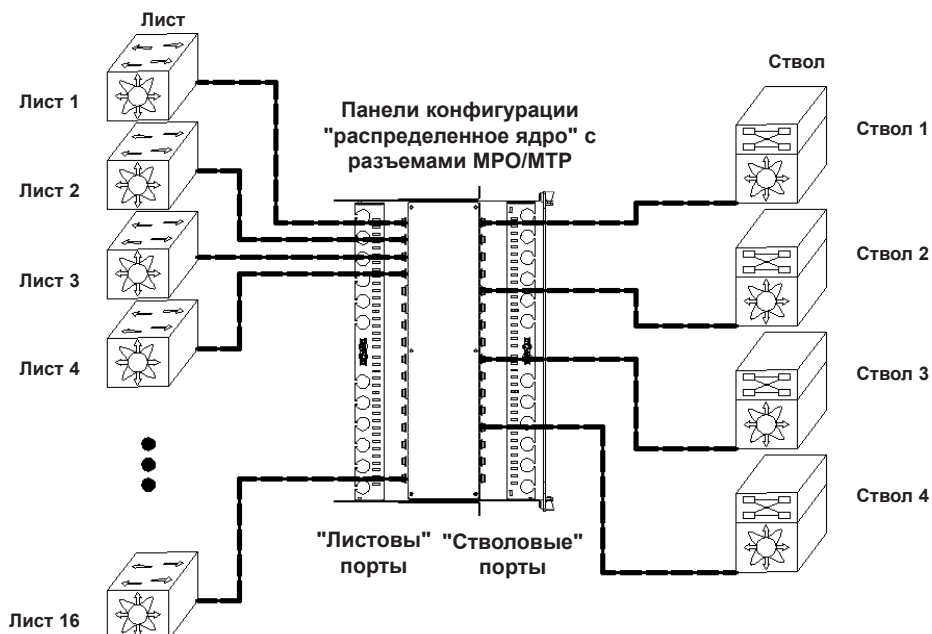 Лист
Ствол
Лист 1
Панели конфигурации
"распределенное ядро" с
разъемами MPO/MTP
Ствол 1
Лист 2
Ствол 2
Лист 3
Лист 4
Ствол 3
Ствол 4
"Листовы"
порты
"Стволовые"
порты
Лист 16